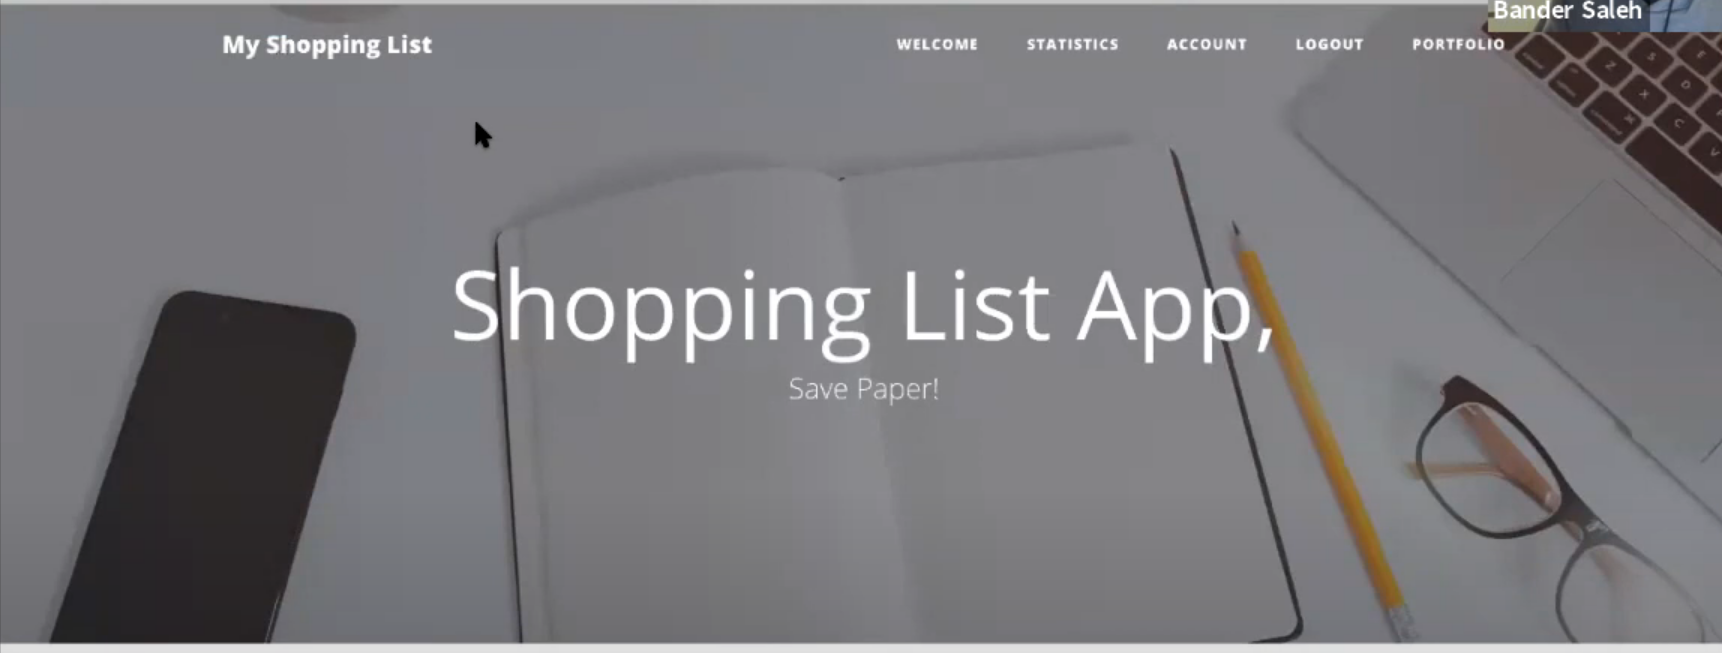 Bander Saleh
My Shopping List WELCOME STATISTICS ACCOUNT LOGOUT PORTFOLIO
Shopping List App,
Save Paper!